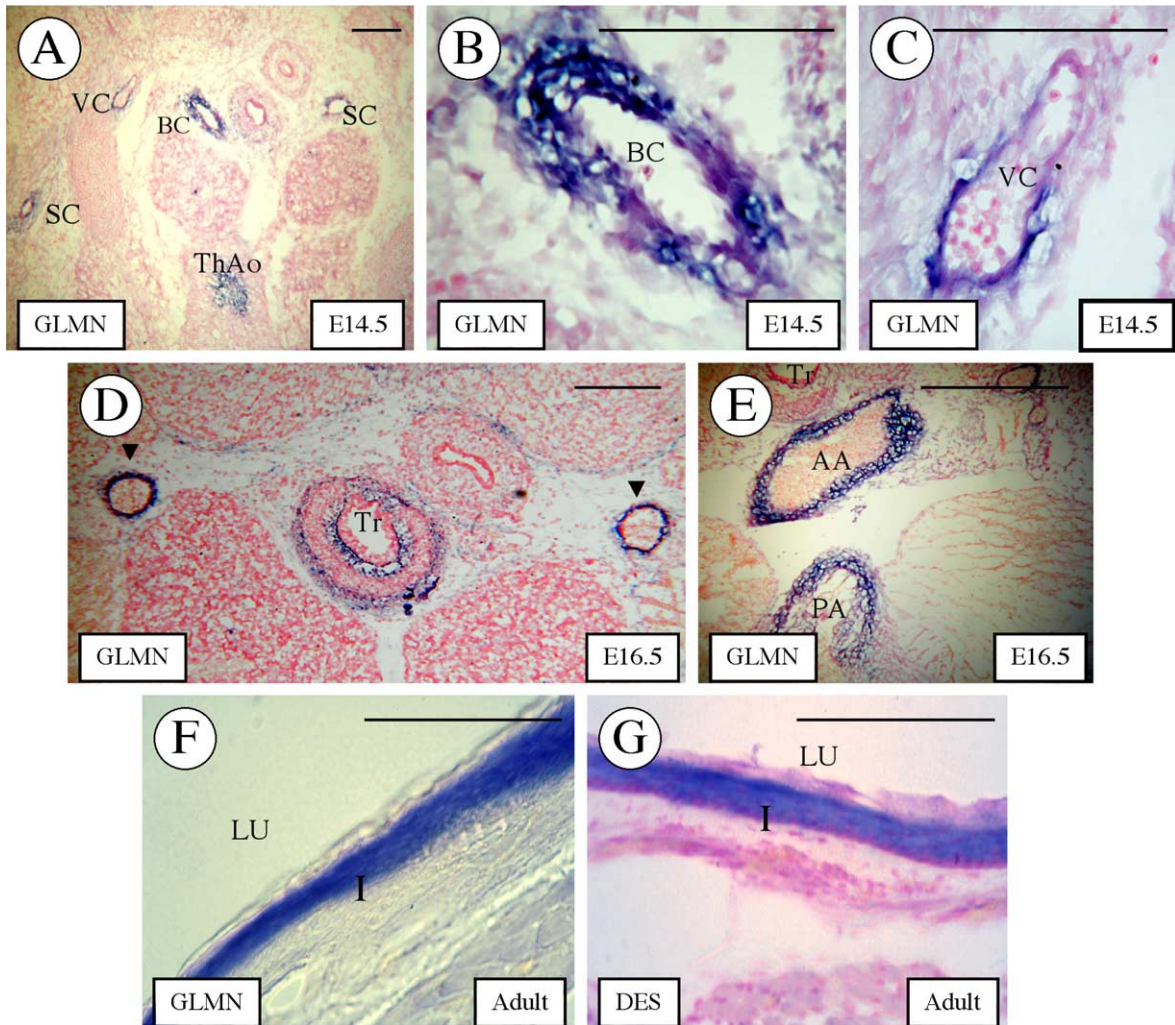 A
VC
BC
SC
SC
ThAo
GLMN
E14.5
B
BC
GLMN
E14.5
C
VC
GLMN
E14.5
D
Tr
GLMN
E16.5
E
Tr
AA
PA
GLMN
E16.5
F
LU
I
GLMN
Adult
G
LU
I
DES
Adult